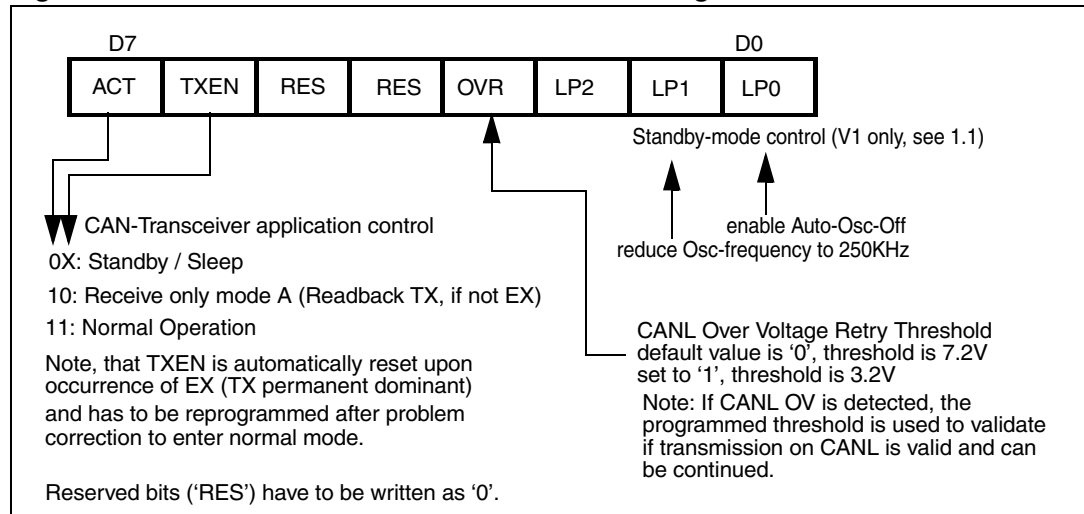 D7 D0
ACT TXEN RES RES OVR LP2 LP1 LP0
Standby-mode control (V1 only, see 1.1)
enable Auto-Osc-Off
reduce Osc-frequency to 250KHz
CAN-Transceiver application control
0X: Standby / Sleep
10: Receive only mode A (Readback TX, if not EX)
11: Normal Operation
Note, that TXEN is automatically reset upon
occurrence of EX (TX permanent dominant)
and has to be reprogrammed after problem
correction to enter normal mode.
Reserved bits (‘RES’) have to be written as ‘0’.
CANL Over Voltage Retry Threshold
default value is ‘0’, threshold is 7.2V
set to ‘1’, threshold is 3.2V
Note: If CANL OV is detected, the
programmed threshold is used to validate
if transmission on CANL is valid and can
be continued.